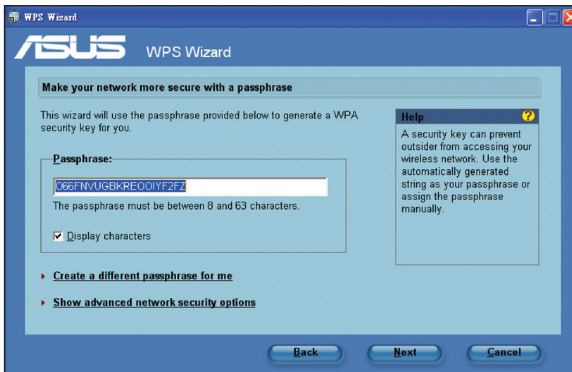 WPS Wizard
ASUS WPS Wizard
Make your network more secure with a passphrase
This wizard will use the passphrase provided below to generate a WPA
security key for you.
Passphrase:
O66FNVUGBKREOOIYF2FZ
The passphrase must be between 8 and 63 characters.
Display characters
Create a different passphrase for me
Show advanced network security options
Help
A security key can prevent
outsider from accessing your
wireless network. Use the
automatically generated
string as your passphrase or
assign the passphrase
manually.
Back Next Cancel